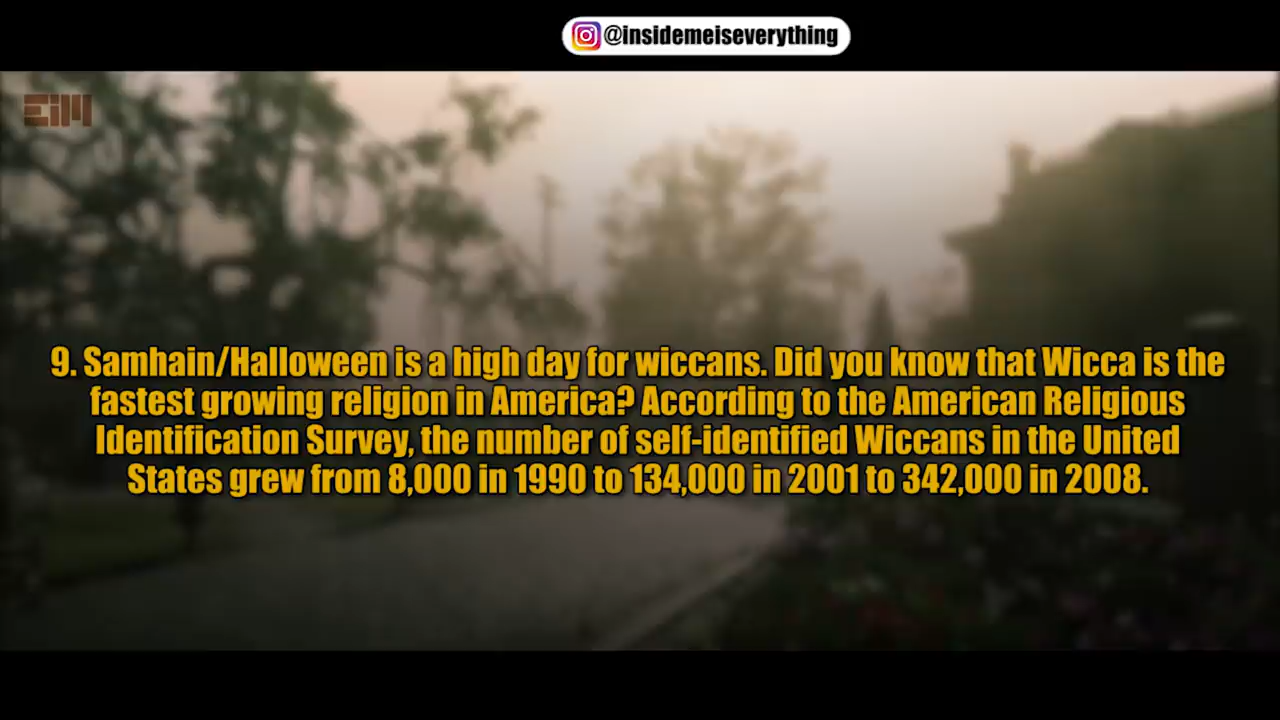 @insidemeiseverything
EiM
9. Samhain/Halloween is a high day for wiccans. Did you know that Wicca is the
fastest growing religion in America? According to the American Religious
Identification Survey, the number of self-identified Wiccans in the United
States grew from 8,000 in 1990 to 134,000 in 2001 to 342,000 in 2008.